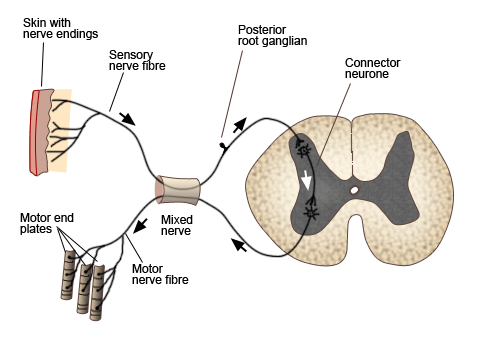 Skin with
nerve endings
Sensory
nerve fibre
Posterior
root ganglian
Connector
neurone
Motor end
plates
Mixed
nerve
Motor
nerve fibre